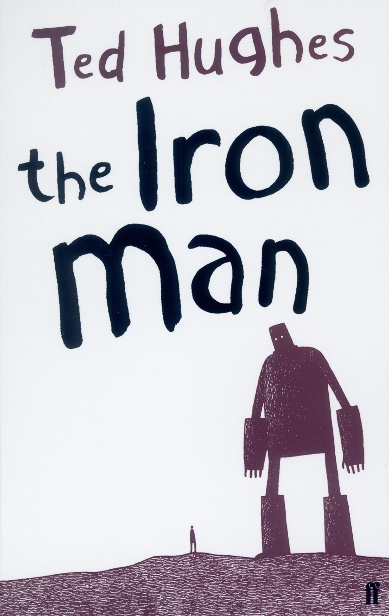 Ted Hughes
the Iron
man
ff